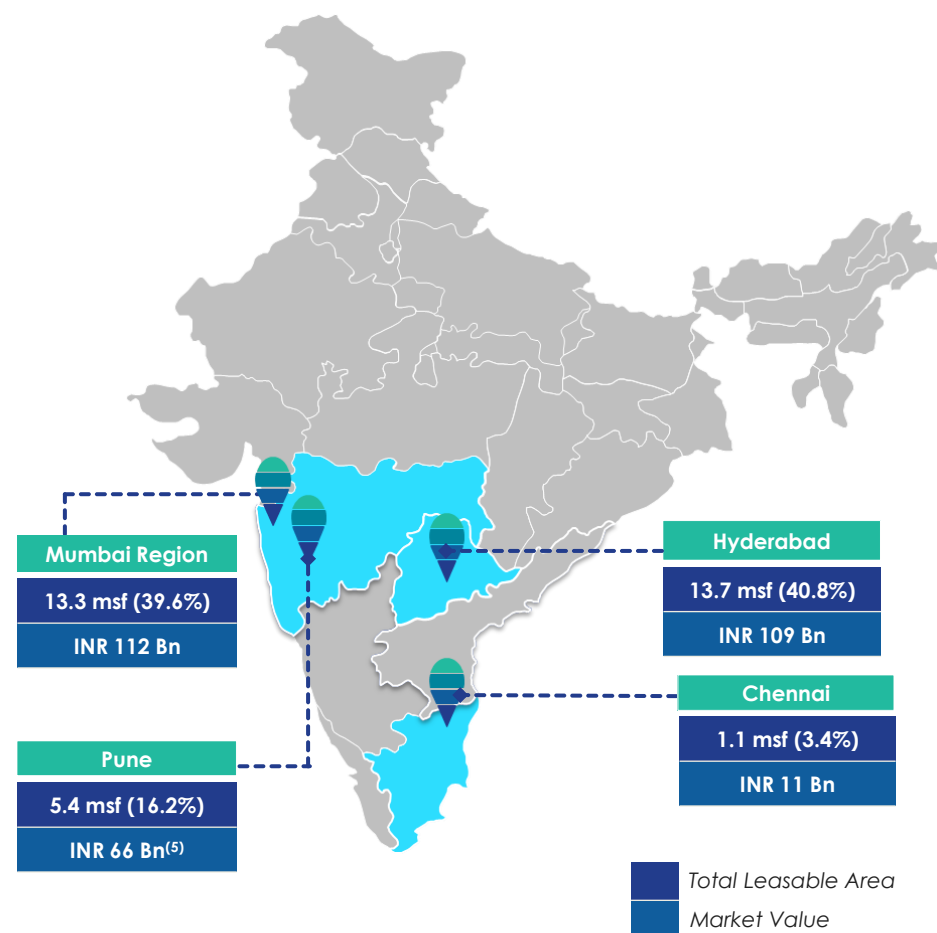 Mumbai Region
13.3 msf (39.6%)
INR 112 Bn
Hyderabad
13.7 msf (40.8%)
INR 109 Bn
Chennai
1.1 msf (3.4%)
INR 11 Bn
Pune
5.4 msf (16.2%)
INR 66 Bn(5)
Total Leasable Area
Market Value